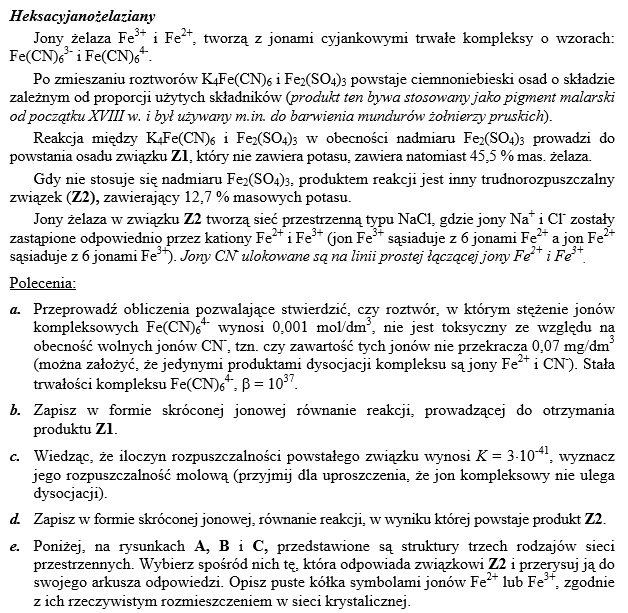 Heksacyjanożelaziany
Jony żelaza Fe³⁺ i Fe²⁺, tworzą z jonami cyjankowymi trwałe kompleksy o wzorach:
Fe(CN)₆³⁻ i Fe(CN)₆⁴⁻.
Po zmieszaniu roztworów K₄Fe(CN)₆ i Fe₂(SO₄)₃ powstaje ciemnoniebieski osad o składzie
zależnym od proporcji użytych składników (produkt ten bywa stosowany jako pigment malarski
od początku XVIII w. i był używany m.in. do barwienia mundurów żołnierzy pruskich).
Reakcja między K₄Fe(CN)₆ i Fe₂(SO₄)₃ w obecności nadmiaru Fe₂(SO₄)₃ prowadzi do
powstania osadu związku Z1, który nie zawiera potasu, zawiera natomiast 45,5 % mas. żelaza.
Gdy nie stosuje się nadmiaru Fe₂(SO₄)₃, produktem reakcji jest inny trudnorozpuszczalny
związek (Z2), zawierający 12,7 % masowych potasu.
Jony żelaza w związku Z2 tworzą sieć przestrzenną typu NaCl, gdzie jony Na⁺ i Cl⁻ zostały
zastąpione odpowiednio przez kationy Fe²⁺ i Fe³⁺ (jon Fe³⁺ sąsiaduje z 6 jonami Fe²⁺ a jon Fe²⁺
sąsiaduje z 6 jonami Fe³⁺). Jony CN⁻ ulokowane są na linii prostej łączącej jony Fe²⁺ i Fe³⁺.
Polecenia:
a. Przeprowadź obliczenia pozwalające stwierdzić, czy roztwór, w którym stężenie jonów
kompleksowych Fe(CN)₆⁴⁻ wynosi 0,001 mol/dm³, nie jest toksyczny ze względu na
obecność wolnych jonów CN⁻, tzn. czy zawartość tych jonów nie przekracza 0,07 mg/dm³
(można założyć, że jedynymi produktami dysocjacji kompleksu są jony Fe²⁺ i CN⁻). Stała
trwałości kompleksu Fe(CN)₆⁴⁻, β = 10³⁷.
b. Zapisz w formie skróconej jonowej równanie reakcji, prowadzącej do otrzymania
produktu Z1.
c. Wiedząc, że iloczyn rozpuszczalności powstałego związku wynosi K = 3·10⁻⁴¹, wyznacz
jego rozpuszczalność molową (przyjmij dla uproszczenia, że jon kompleksowy nie ulega
dysocjacji).
d. Zapisz w formie skróconej jonowej, równanie reakcji, w wyniku której powstaje produkt Z2.
e. Poniżej, na rysunkach A, B i C, przedstawione są struktury trzech rodzajów sieci
przestrzennych. Wybierz spośród nich tę, która odpowiada związkowi Z2 i przerysuj ją do
swojego arkusza odpowiedzi. Opisz puste kółka symbolami jonów Fe²⁺ lub Fe³⁺, zgodnie
z ich rzeczywistym rozmieszczeniem w sieci krystalicznej.